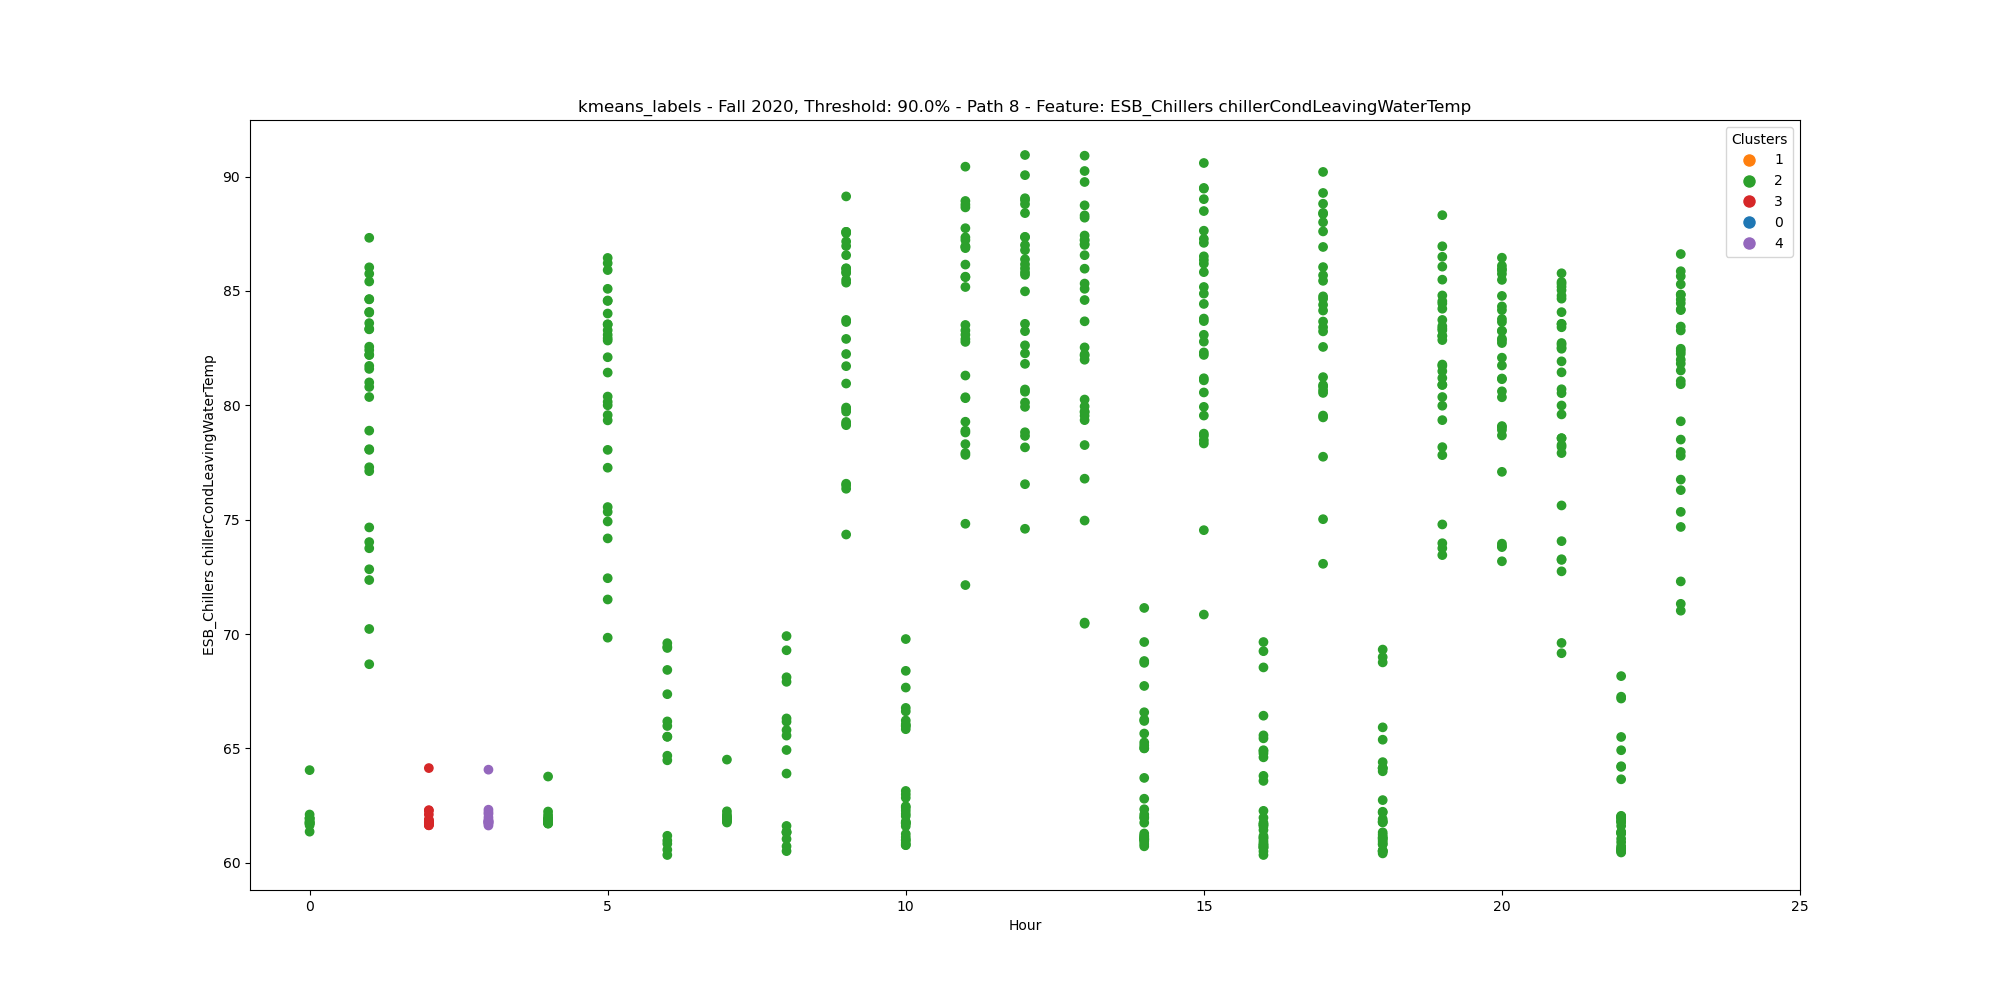 kmeans_labels - Fall 2020, Threshold: 90.0% - Path 8 - Feature: ESB_Chillers chillerCondLeavingWaterTemp
Clusters
1
2
3
0
4
90
85
80
75
70
65
60
ESB_Chillers chillerCondLeavingWaterTemp
0 5 10 15 20 25
Hour